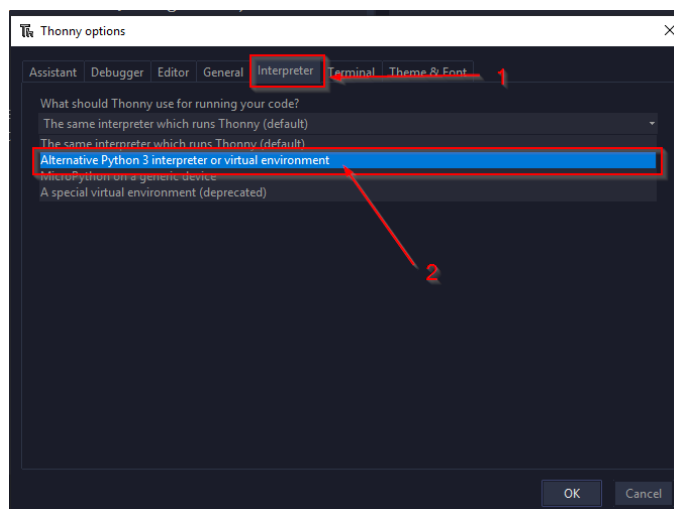 Thonny options
Assistant Debugger Editor General Interpreter Terminal Theme & Font
1
What should Thonny use for running your code?
The same interpreter which runs Thonny (default)
The same interpreter which runs Thonny (default)
Alternative Python 3 interpreter or virtual environment
MicroPython on a generic device
A special virtual environment (deprecated)
2
OK Cancel